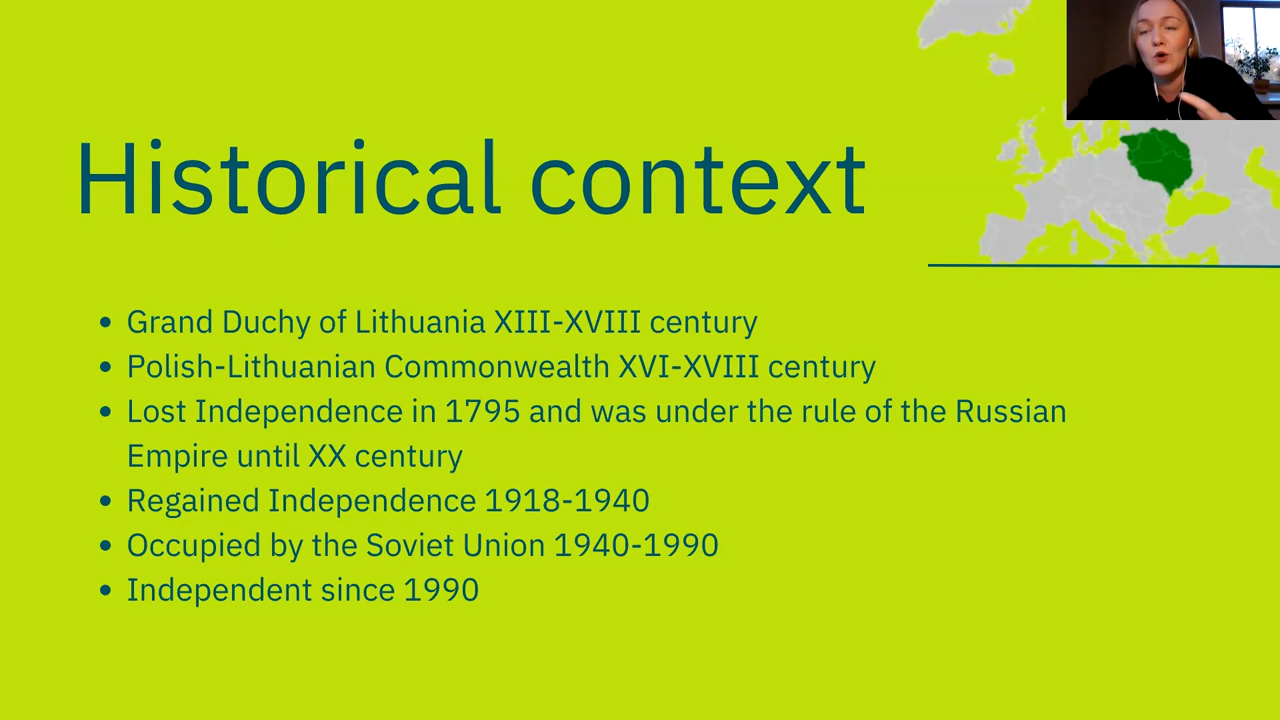 Historical context
• Grand Duchy of Lithuania XIII-XVIII century
• Polish-Lithuanian Commonwealth XVI-XVIII century
• Lost Independence in 1795 and was under the rule of the Russian
Empire until XX century
• Regained Independence 1918-1940
• Occupied by the Soviet Union 1940-1990
• Independent since 1990